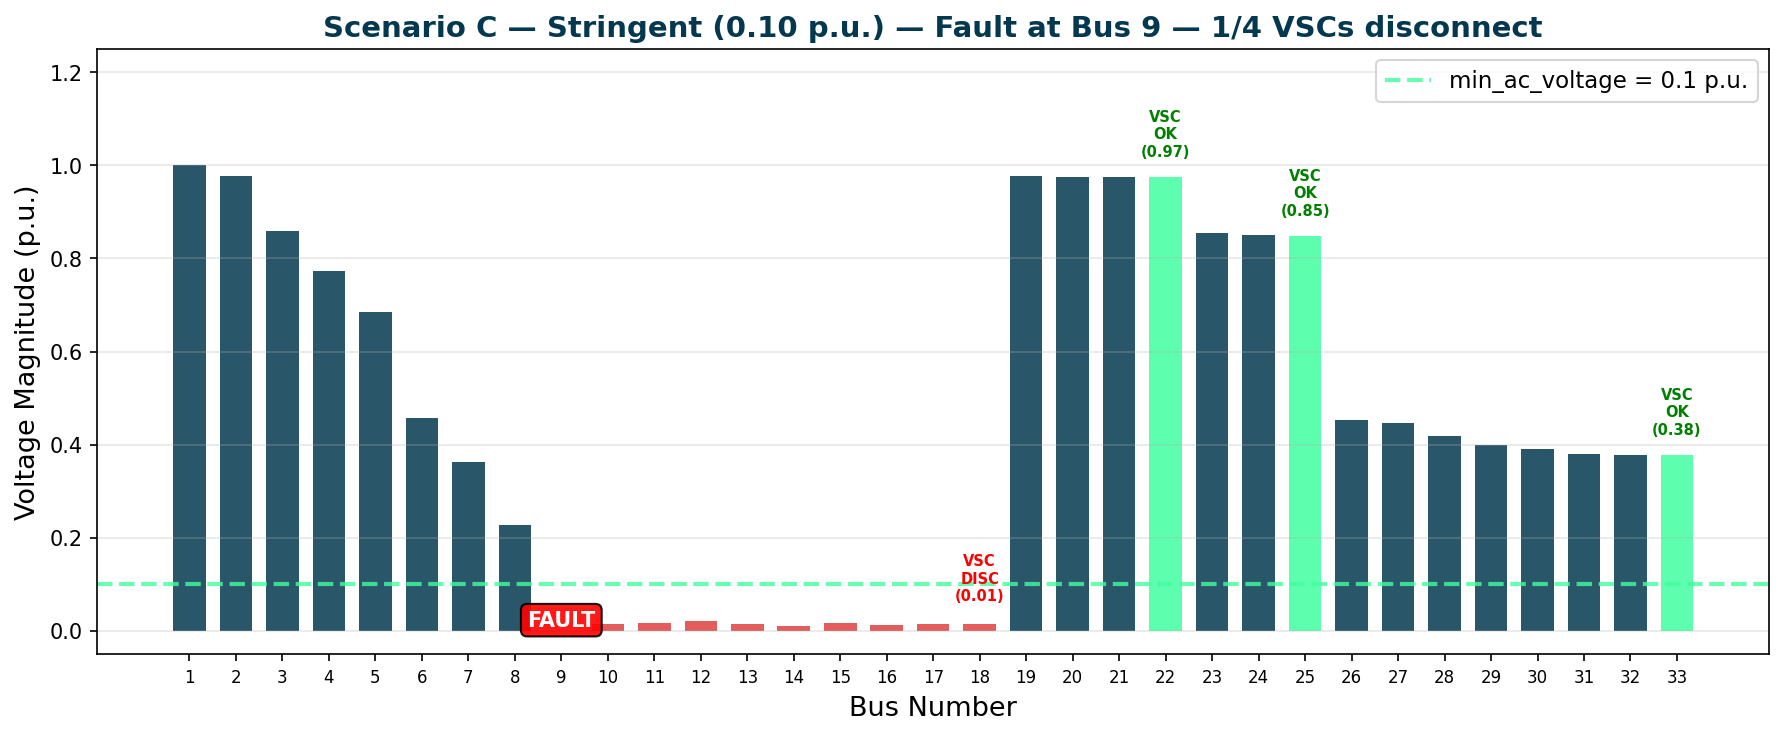 Scenario C — Stringent (0.10 p.u.) — Fault at Bus 9 — 1/4 VSCs disconnect
min_ac_voltage = 0.1 p.u.
Voltage Magnitude (p.u.)
1.2
1.0
0.8
0.6
0.4
0.2
0.0
VSC
OK
(0.97)
VSC
OK
(0.85)
VSC
OK
(0.38)
VSC
DISC
(0.01)
FAULT
1 2 3 4 5 6 7 8 9 10 11 12 13 14 15 16 17 18 19 20 21 22 23 24 25 26 27 28 29 30 31 32 33
Bus Number